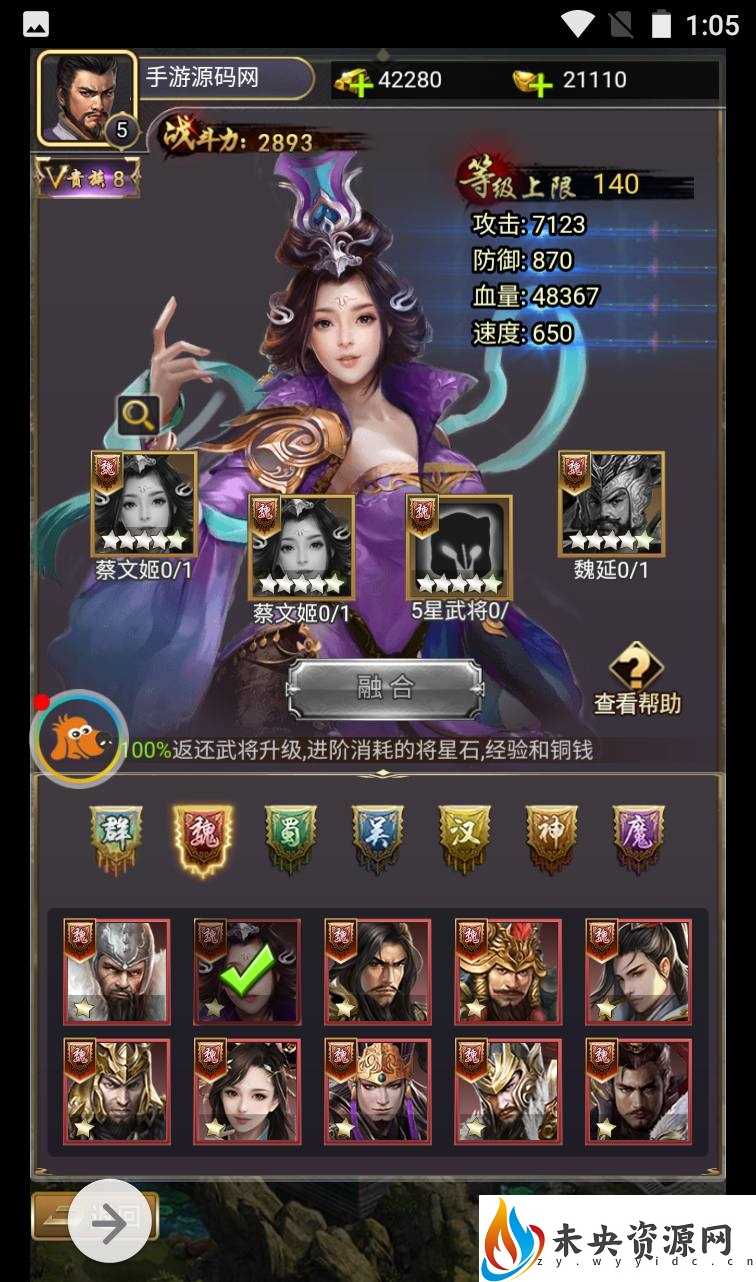 1:05
手游源码网
42280
21110
5
战斗力: 2893
V贵族8
等级上限 140
攻击:7123
防御:870
血量:48367
速度:650
魏
魏
魏
魏
蔡文姬0/1
蔡文姬0/1
5星武将0/
魏延0/1
融合
查看帮助
100%返还武将升级,进阶消耗的将星石,经验和铜钱
群 魏 蜀 吴 汉 神 魔
魏 魏 魏 魏 魏
魏 魏 魏 魏 魏
回
未央资源网
zy.wyyidc.cn